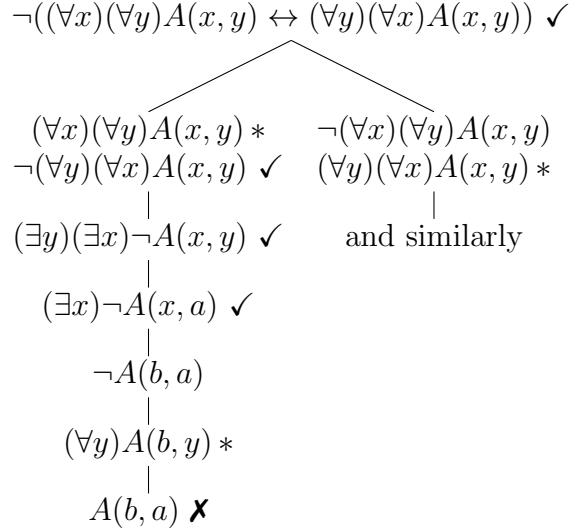 ¬((∀x)(∀y)A(x, y) ↔ (∀y)(∀x)A(x, y)) ✓
(∀x)(∀y)A(x, y) ∗
¬(∀y)(∀x)A(x, y) ✓
(∃y)(∃x)¬A(x, y) ✓
(∃x)¬A(x, a) ✓
¬A(b, a)
(∀y)A(b, y) ∗
A(b, a) ✗
¬(∀x)(∀y)A(x, y)
(∀y)(∀x)A(x, y) ∗
and similarly